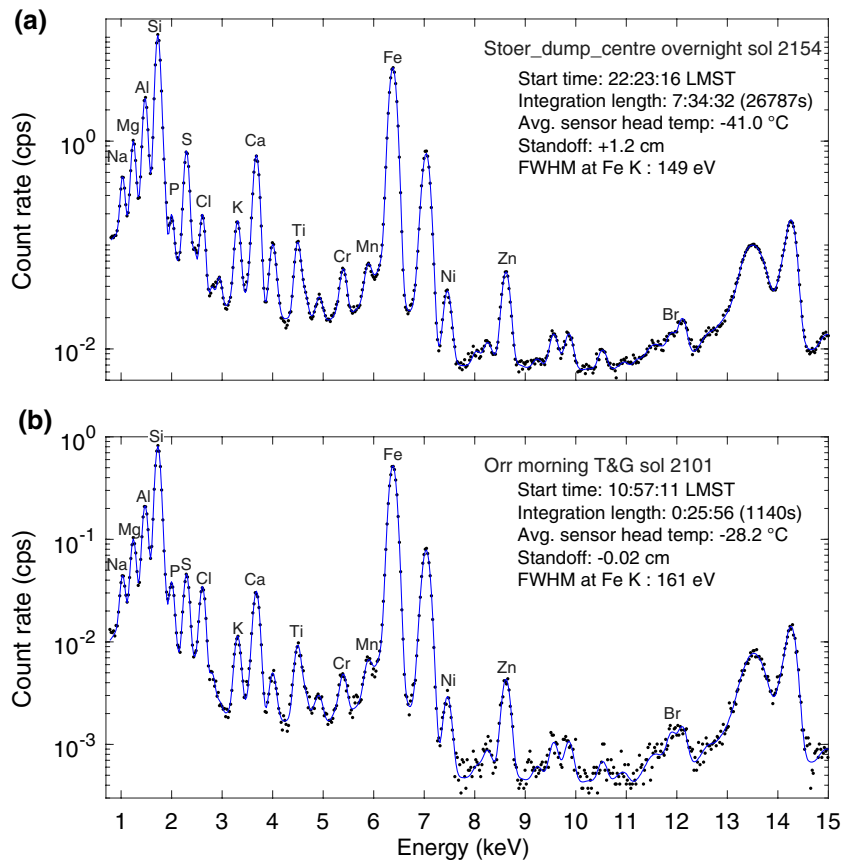 (a)
Stoer_dump_centre overnight sol 2154
Start time: 22:23:16 LMST
Integration length: 7:34:32 (26787s)
Avg. sensor head temp: -41.0 °C
Standoff: +1.2 cm
FWHM at Fe K : 149 eV
Na Mg Al Si P S Cl K Ca Ti Cr Mn Fe Ni Zn Br
10^0
10^-2
Count rate (cps)
(b)
Orr morning T&G sol 2101
Start time: 10:57:11 LMST
Integration length: 0:25:56 (1140s)
Avg. sensor head temp: -28.2 °C
Standoff: -0.02 cm
FWHM at Fe K : 161 eV
Na Mg Al Si P S Cl K Ca Ti Cr Mn Fe Ni Zn Br
10^0
10^-1
10^-2
10^-3
Count rate (cps)
1 2 3 4 5 6 7 8 9 10 11 12 13 14 15
Energy (keV)